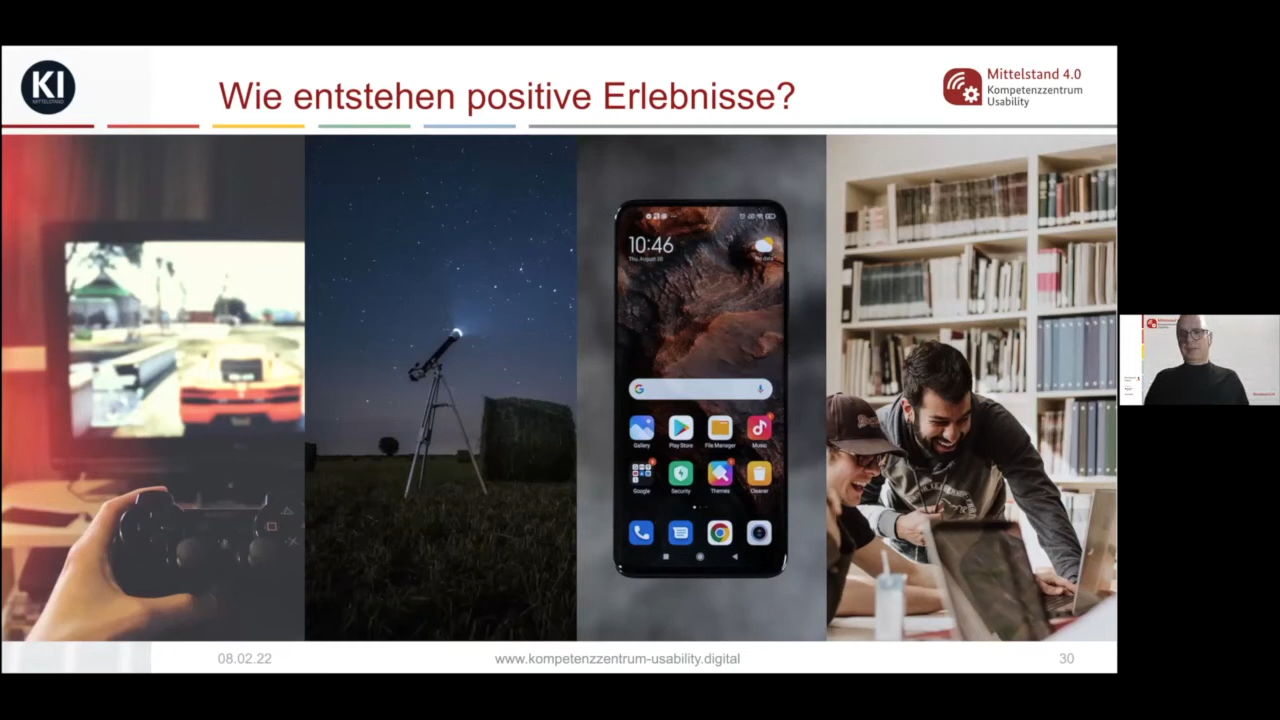 KI
MITTELSTAND
Wie entstehen positive Erlebnisse?
Mittelstand 4.0
Kompetenzzentrum
Usability
10:46
Gallery
Play Store
File Manager
Music
Google
Security
Themes
Cleaner
08.02.22
www.kompetenzzentrum-usability.digital
30